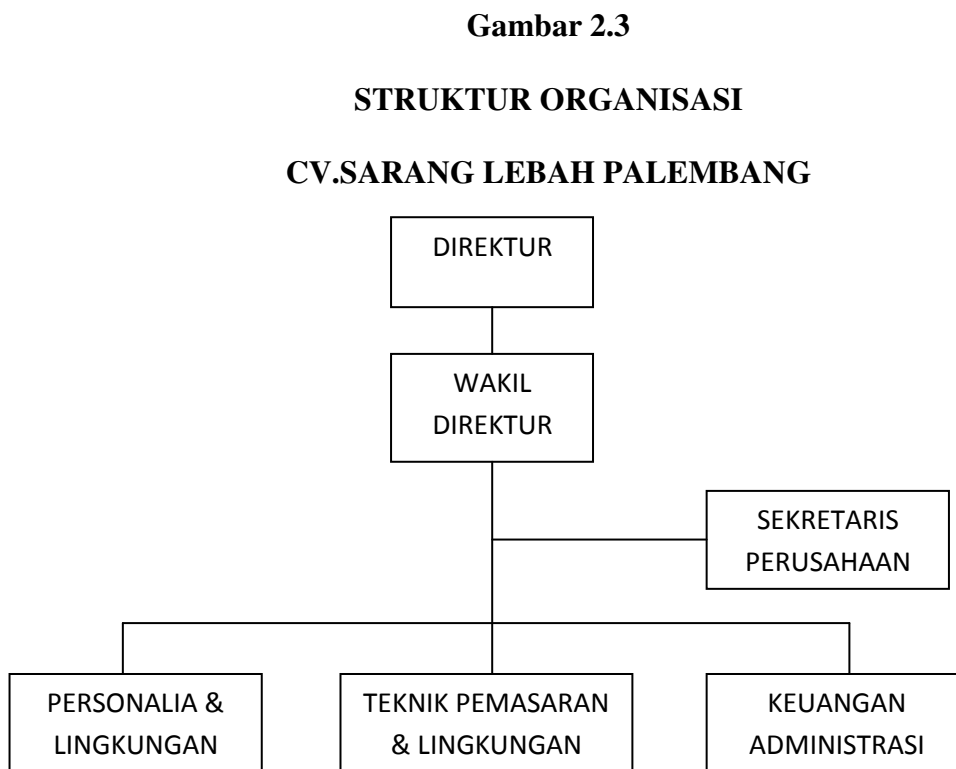 Gambar 2.3
STRUKTUR ORGANISASI
CV.SARANG LEBAH PALEMBANG
DIREKTUR
WAKIL
DIREKTUR
SEKRETARIS
PERUSAHAAN
PERSONALIA &
LINGKUNGAN
TEKNIK PEMASARAN
& LINGKUNGAN
KEUANGAN
ADMINISTRASI